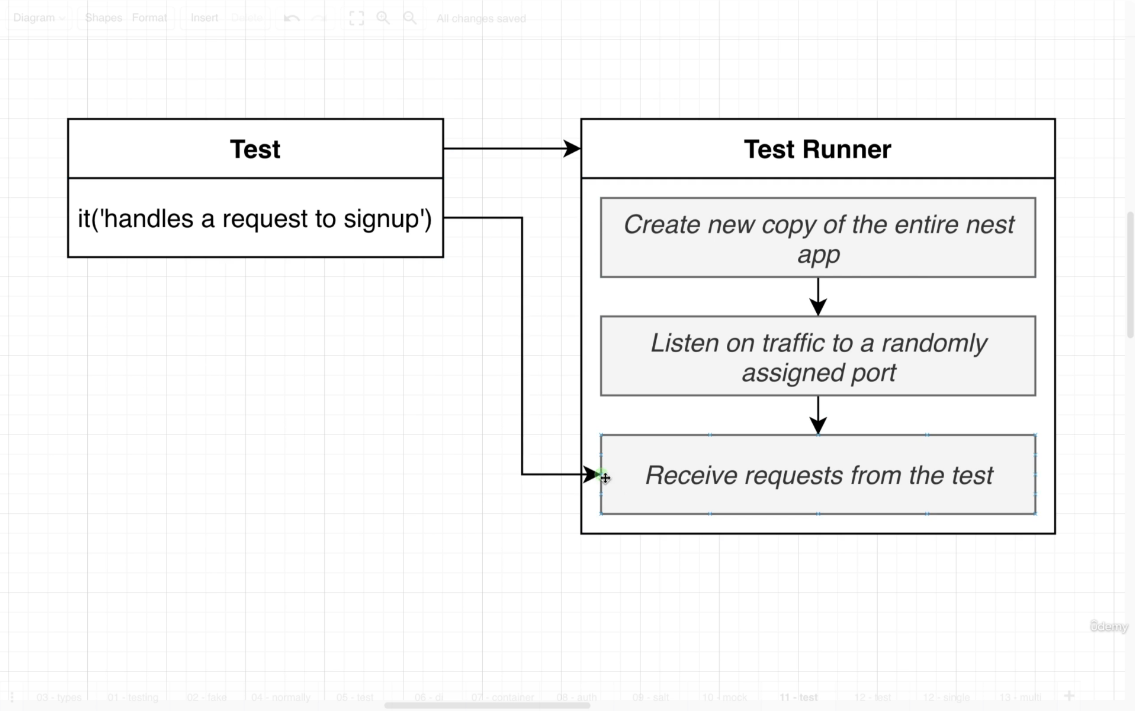 Diagram
Shapes
Format
Insert
Delete
All changes saved
Test
Test Runner
it('handles a request to signup')
Create new copy of the entire nest
app
Listen on traffic to a randomly
assigned port
Receive requests from the test
ûdemy
03 - types
01 - testing
02 - fake
04 - normally
05 - test
06 - di
07 - container
08 - auth
09 - salt
10 - mock
11 - test
12 - test
12 - single
13 - multi